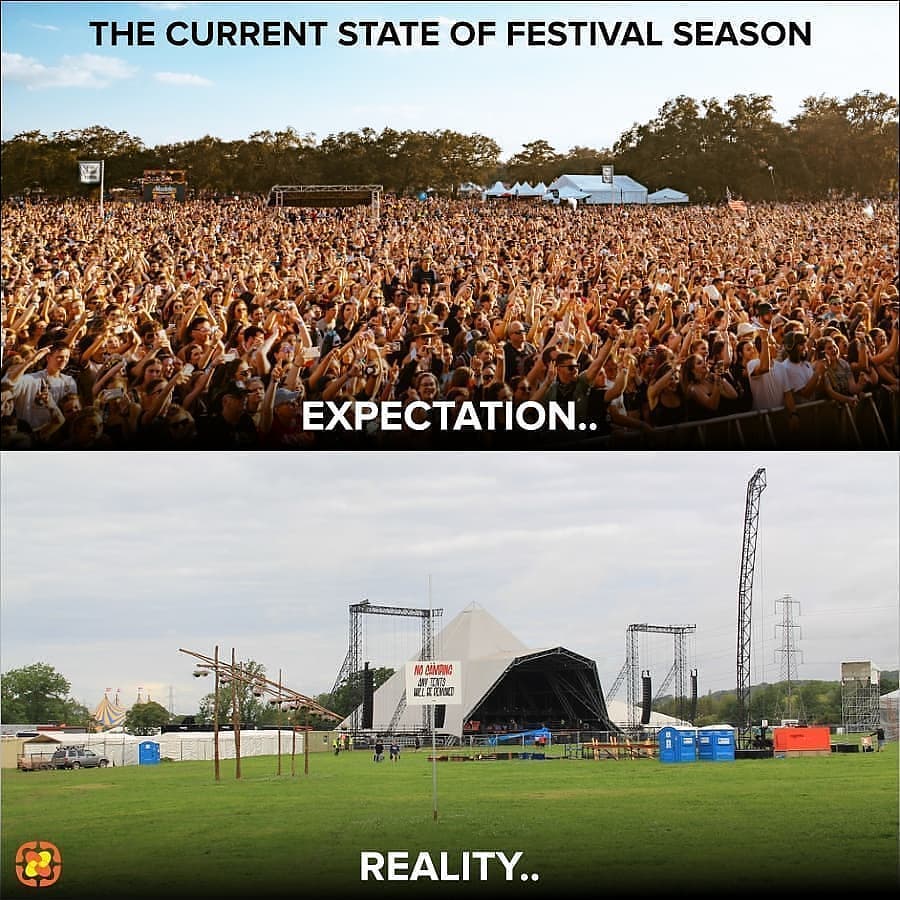 THE CURRENT STATE OF FESTIVAL SEASON
EXPECTATION..
NO CAMPING
ANY TENTS
WILL BE REMOVED
REALITY..